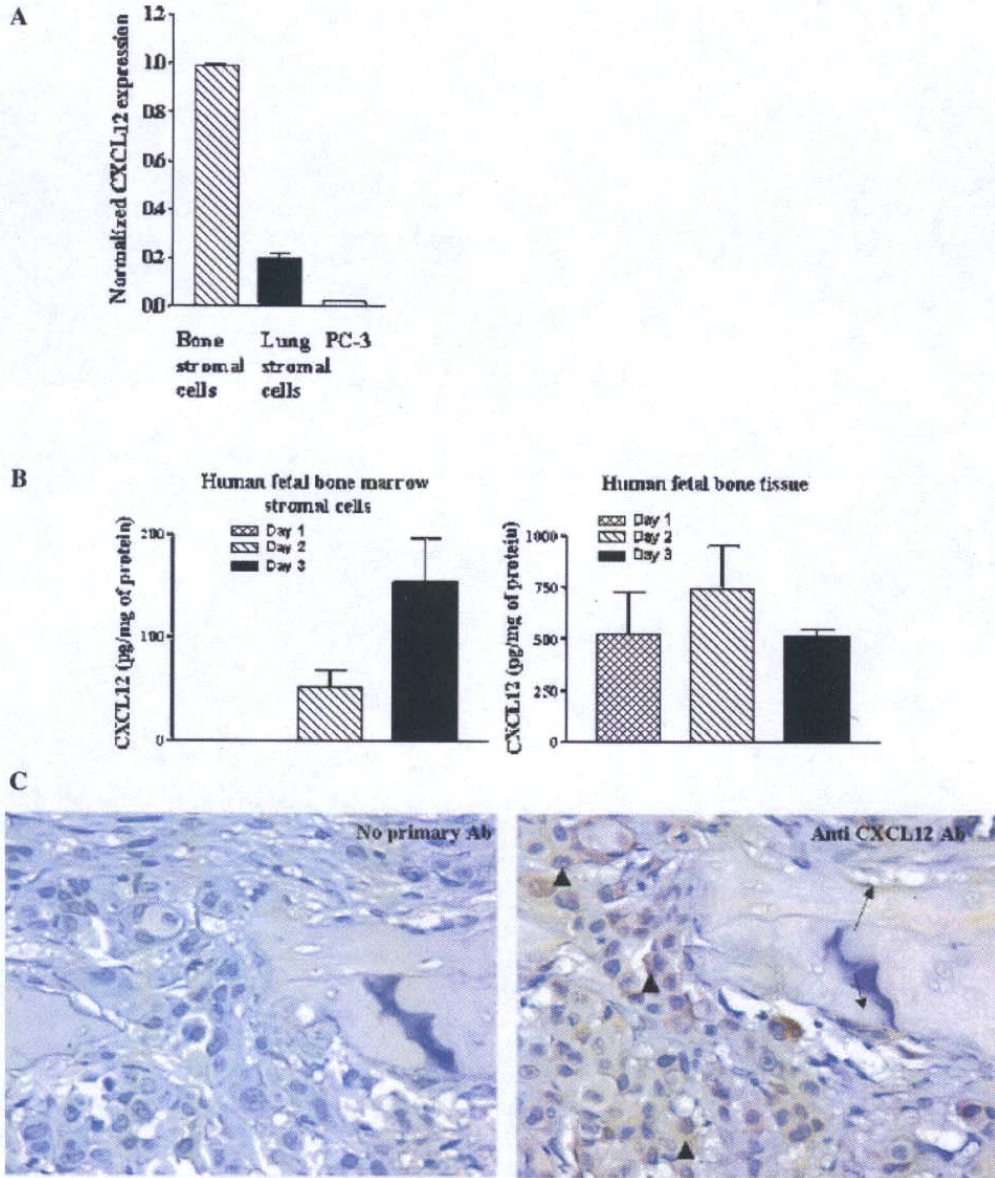 A
Normalized CXCL12 expression
1.2
1.0
0.8
0.6
0.4
0.2
0.0
Bone stromal cells
Lung stromal cells
PC-3
B
Human fetal bone marrow
stromal cells
CXCL12 (pg/mg of protein)
200
100
0
Day 1
Day 2
Day 3
Human fetal bone tissue
CXCL12 (pg/mg of protein)
1000
750
500
250
0
Day 1
Day 2
Day 3
C
No primary Ab
Anti CXCL12 Ab